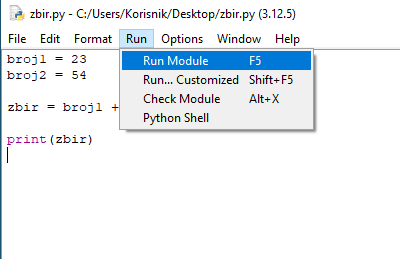 zbir.py - C:/Users/Korisnik/Desktop/zbir.py (3.12.5)
File Edit Format Run Options Window Help
broj1 = 23
broj2 = 54
zbir = broj1 +
print(zbir)
Run Module F5
Run... Customized Shift+F5
Check Module Alt+X
Python Shell